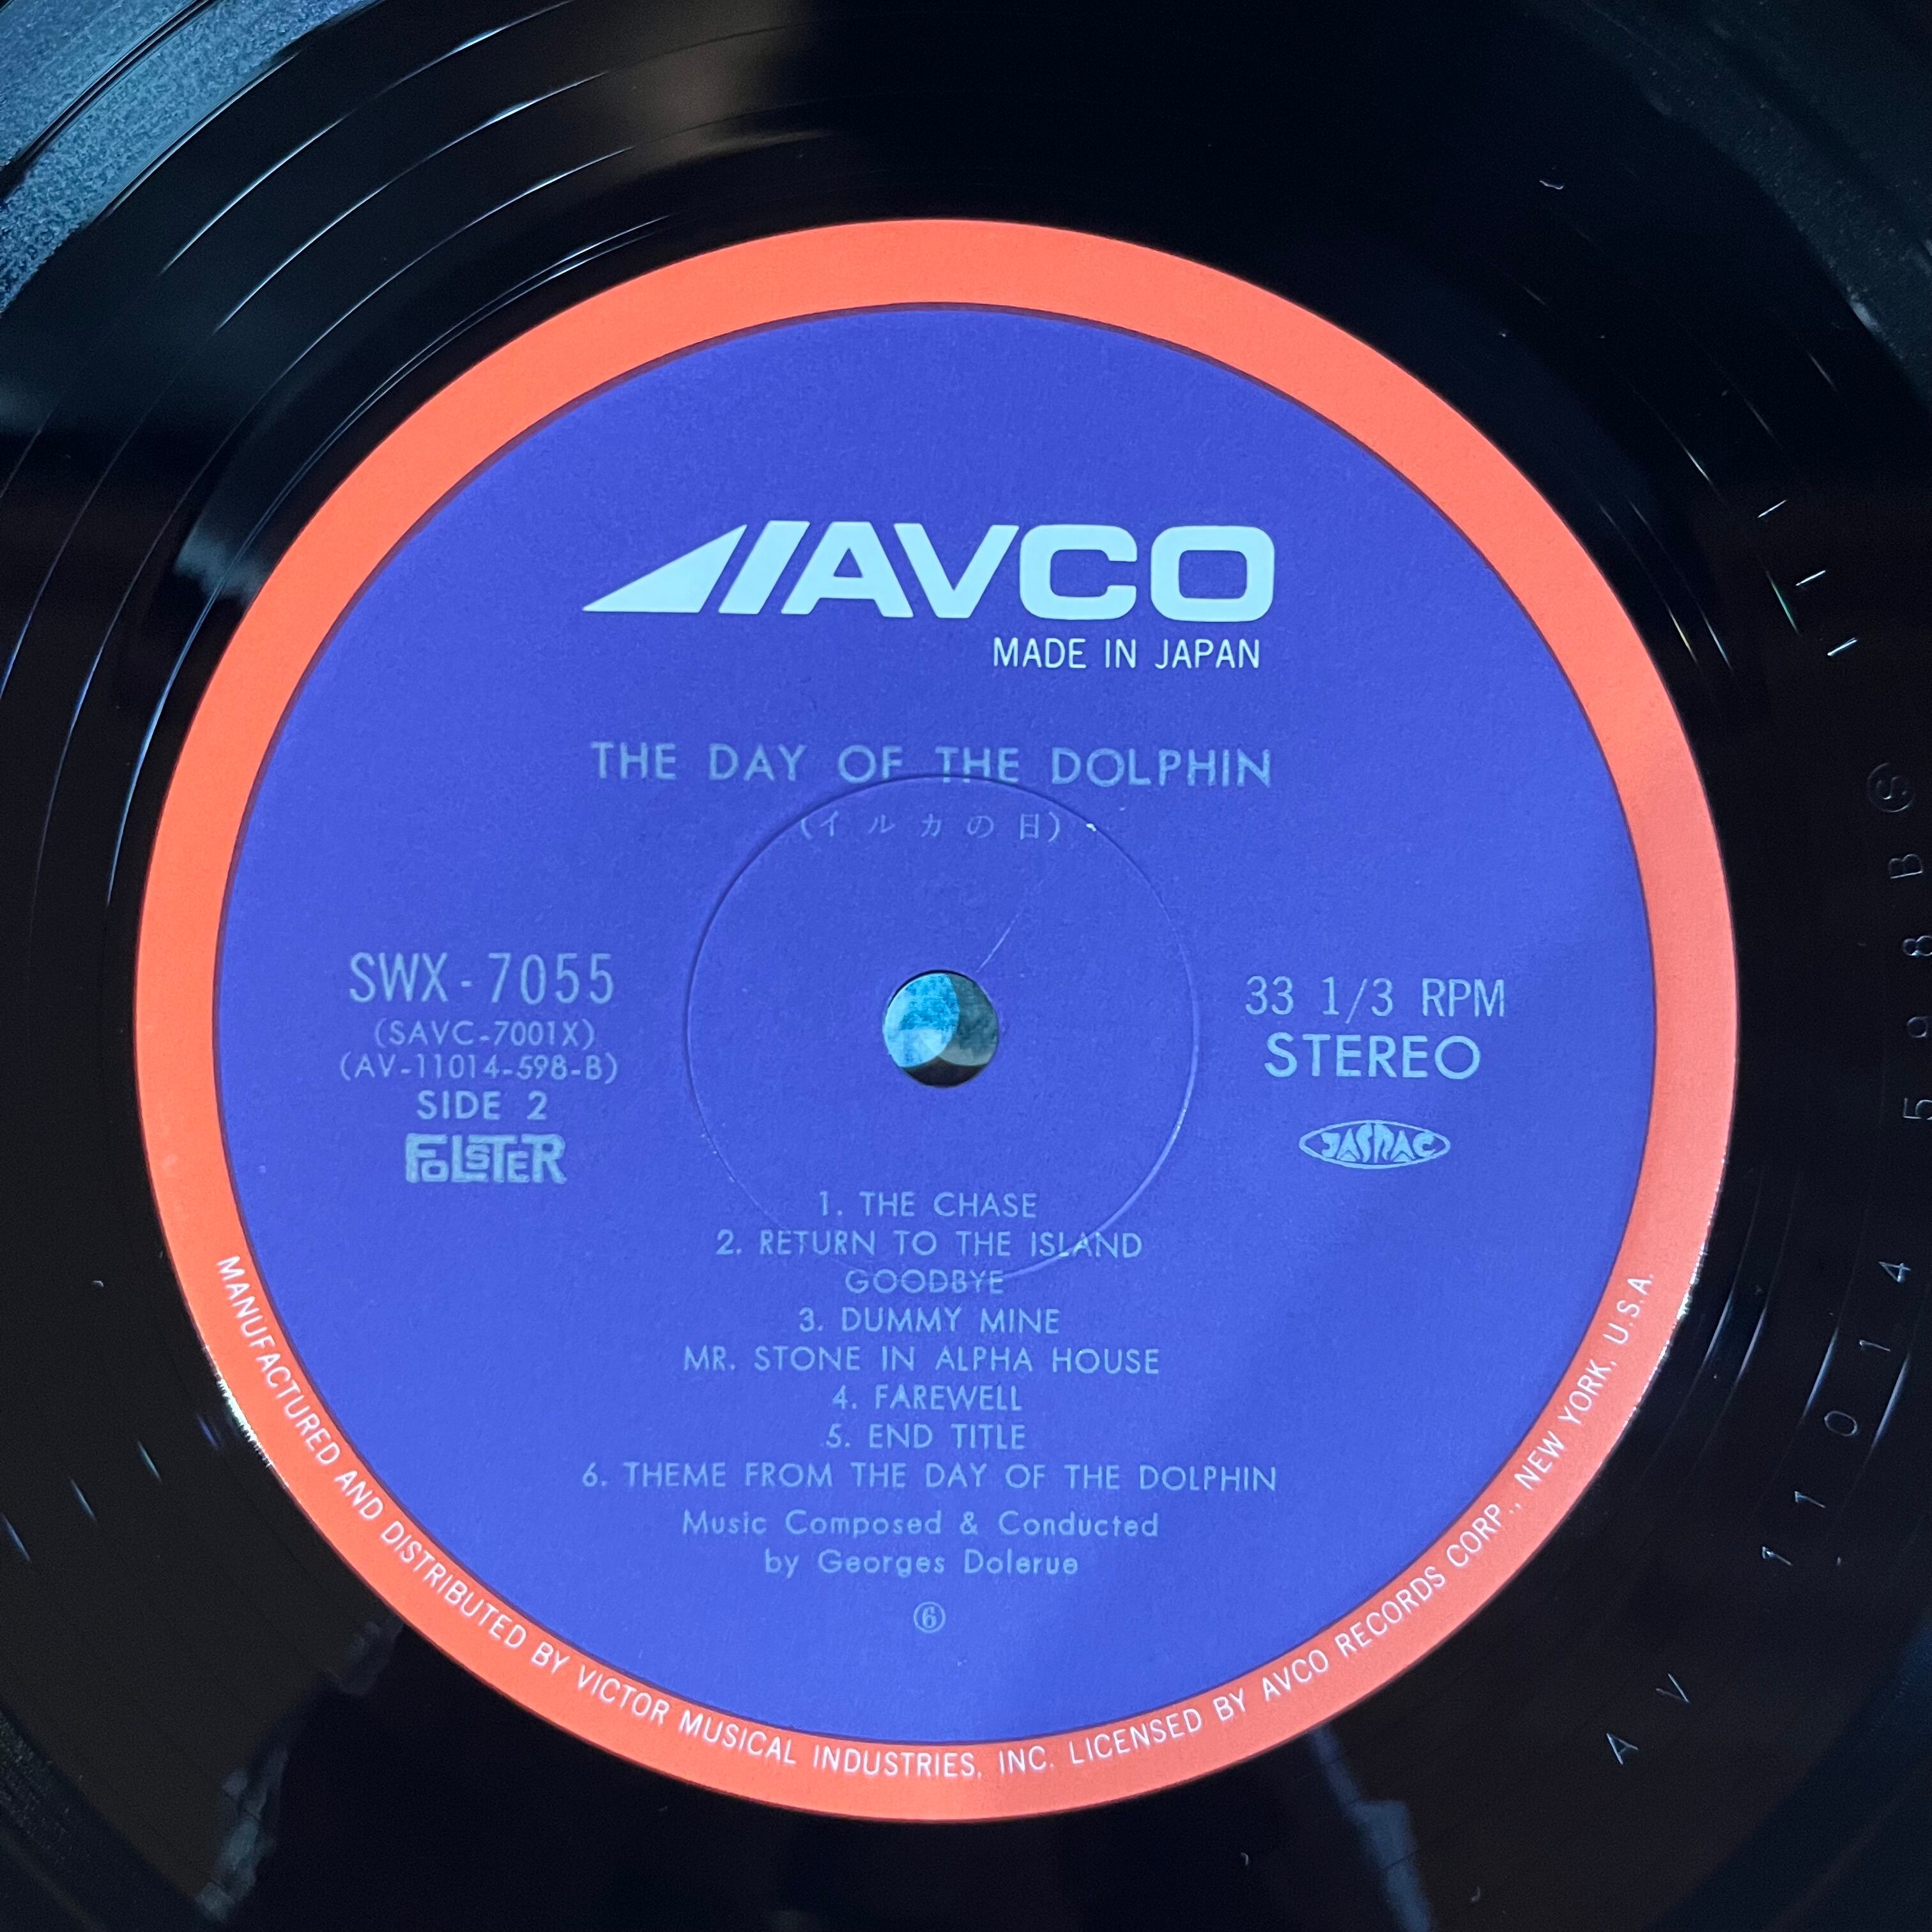 AVCO
MADE IN JAPAN
THE DAY OF THE DOLPHIN
(イルカの日)
SWX-7055
(SAVC-7001X)
(AV-11014-598-B)
SIDE 2
FOLSTER
33 1/3 RPM
STEREO
JASRAC
1. THE CHASE
2. RETURN TO THE ISLAND
GOODBYE
3. DUMMY MINE
MR. STONE IN ALPHA HOUSE
4. FAREWELL
5. END TITLE
6. THEME FROM THE DAY OF THE DOLPHIN
Music Composed & Conducted
by Georges Dolerue
⑥
MANUFACTURED AND DISTRIBUTED BY VICTOR MUSICAL INDUSTRIES, INC. LICENSED BY AVCO RECORDS CORP., NEW YORK, U.S.A.
AV 11014 598BⓈ 111